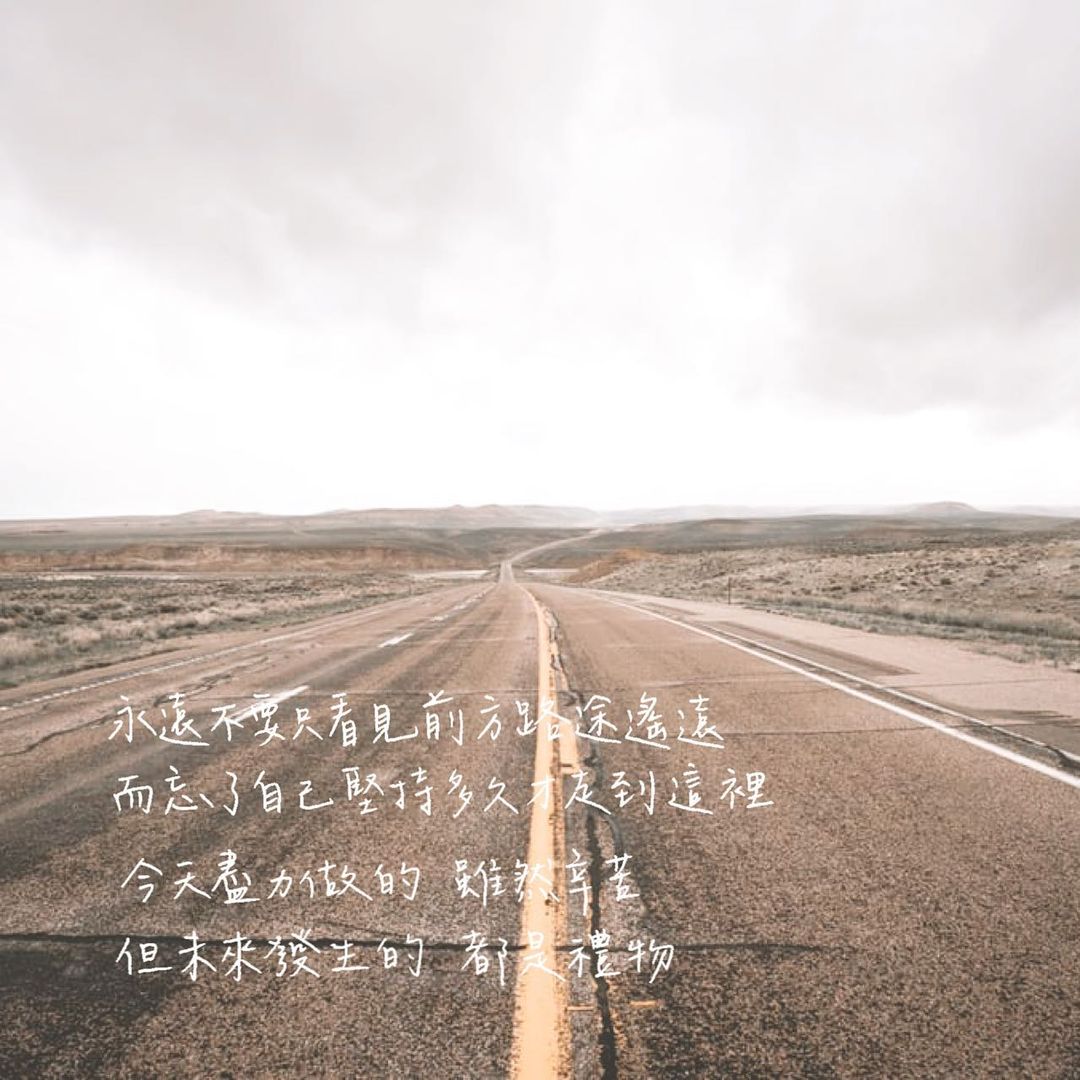 永遠不要只看見前方路途遙遠
而忘了自己堅持多久才走到這裡
今天盡力做的 雖然辛苦
但未來發生的 都是禮物